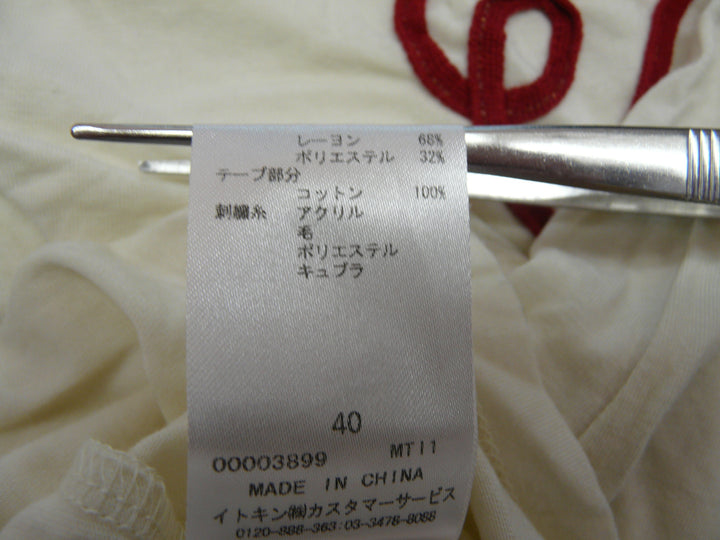 レーヨン 68%
ポリエステル 32%
テープ部分
コットン 100%
刺繍糸 アクリル
毛
ポリエステル
キュプラ
40
00003899 MTI1
MADE IN CHINA
イトキン㈱カスタマーサービス
0120-888-363:03-3478-8088